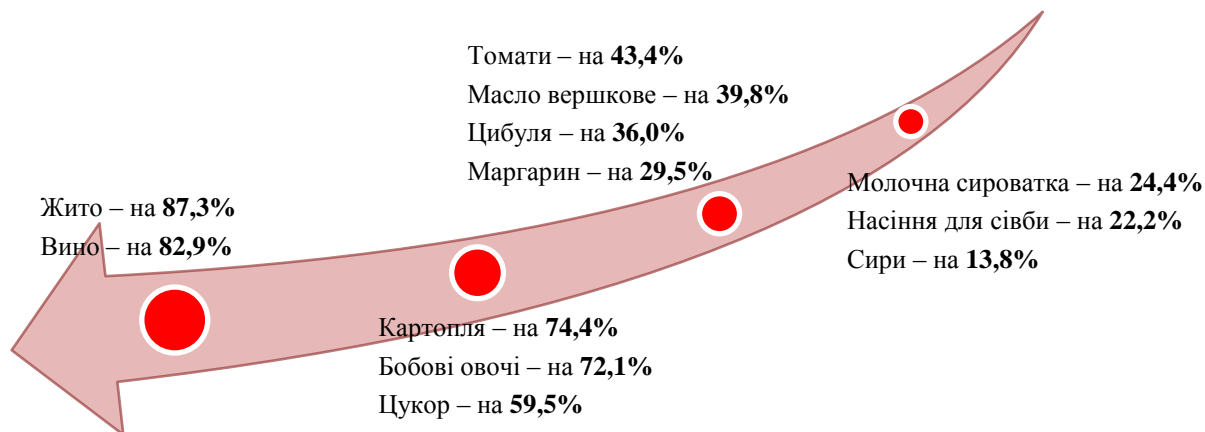 Томати – на 43,4%
Масло вершкове – на 39,8%
Цибуля – на 36,0%
Маргарин – на 29,5%
Молочна сироватка – на 24,4%
Насіння для сівби – на 22,2%
Сири – на 13,8%
Жито – на 87,3%
Вино – на 82,9%
Картопля – на 74,4%
Бобові овочі – на 72,1%
Цукор – на 59,5%